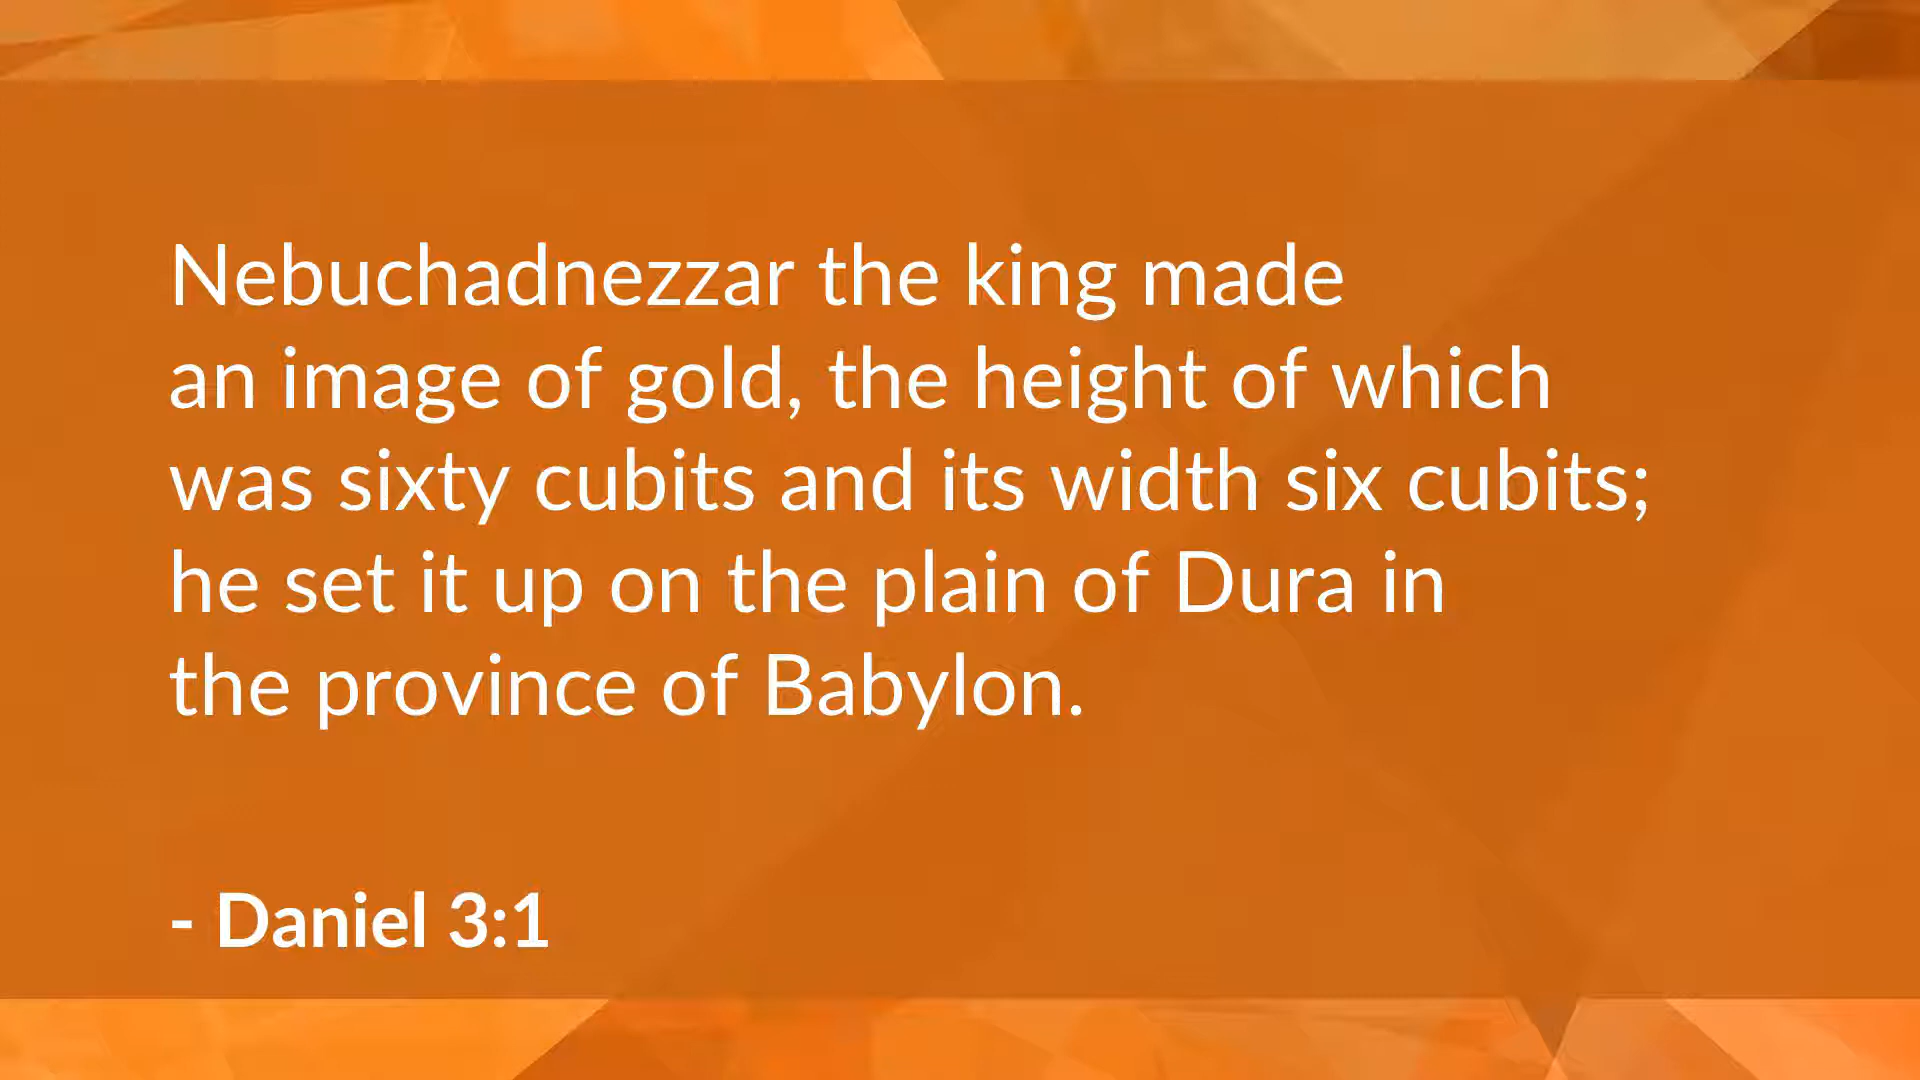 Nebuchadnezzar the king made
an image of gold, the height of which
was sixty cubits and its width six cubits;
he set it up on the plain of Dura in
the province of Babylon.
- Daniel 3:1